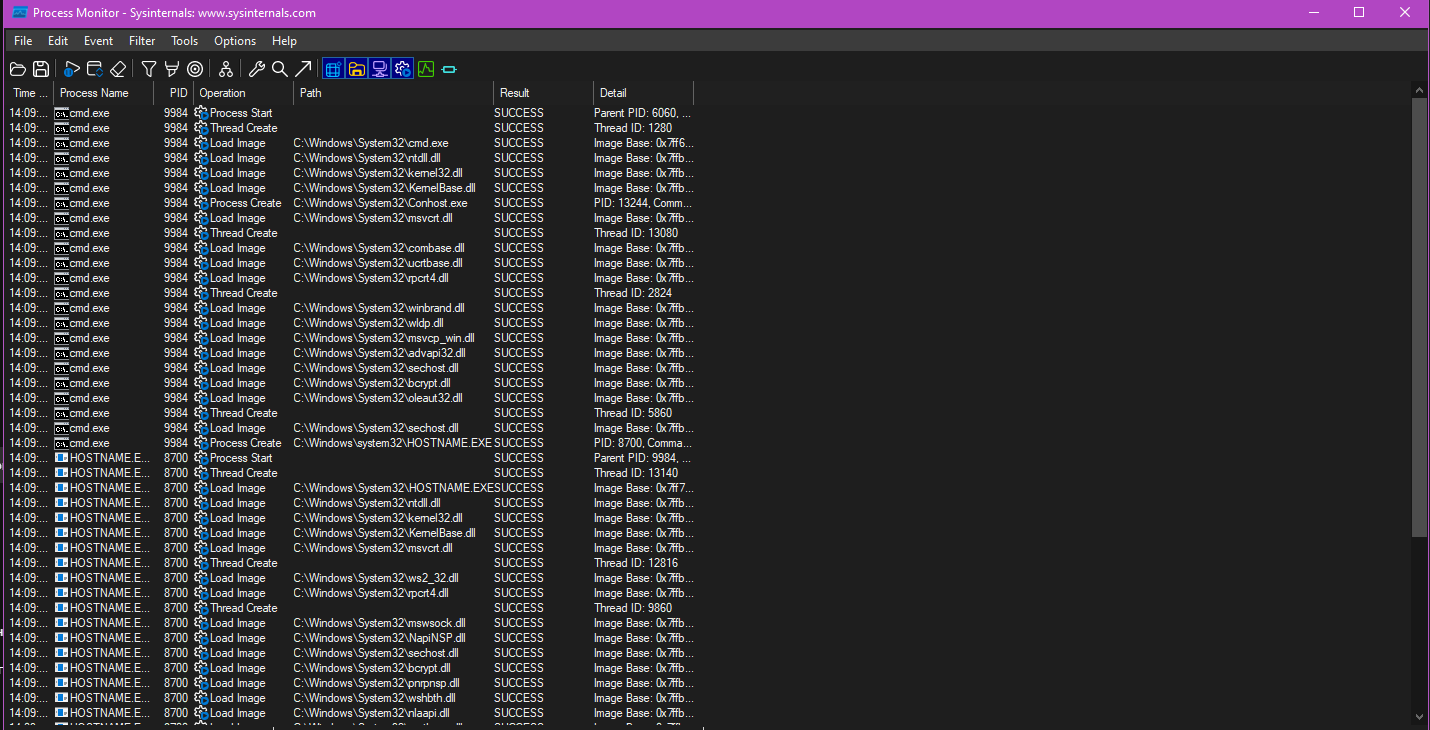 Process Monitor - Sysinternals: www.sysinternals.com
File Edit Event Filter Tools Options Help
Time ... Process Name PID Operation Path Result Detail
14:09:... cmd.exe 9984 Process Start SUCCESS Parent PID: 6060, ...
14:09:... cmd.exe 9984 Thread Create SUCCESS Thread ID: 1280
14:09:... cmd.exe 9984 Load Image C:\Windows\System32\cmd.exe SUCCESS Image Base: 0x7ff6...
14:09:... cmd.exe 9984 Load Image C:\Windows\System32\ntdll.dll SUCCESS Image Base: 0x7ffb...
14:09:... cmd.exe 9984 Load Image C:\Windows\System32\kernel32.dll SUCCESS Image Base: 0x7ffb...
14:09:... cmd.exe 9984 Load Image C:\Windows\System32\KernelBase.dll SUCCESS Image Base: 0x7ffb...
14:09:... cmd.exe 9984 Process Create C:\Windows\System32\Conhost.exe SUCCESS PID: 13244, Comm...
14:09:... cmd.exe 9984 Load Image C:\Windows\System32\msvcrt.dll SUCCESS Image Base: 0x7ffb...
14:09:... cmd.exe 9984 Thread Create SUCCESS Thread ID: 13080
14:09:... cmd.exe 9984 Load Image C:\Windows\System32\combase.dll SUCCESS Image Base: 0x7ffb...
14:09:... cmd.exe 9984 Load Image C:\Windows\System32\ucrtbase.dll SUCCESS Image Base: 0x7ffb...
14:09:... cmd.exe 9984 Load Image C:\Windows\System32\rpcrt4.dll SUCCESS Image Base: 0x7ffb...
14:09:... cmd.exe 9984 Thread Create SUCCESS Thread ID: 2824
14:09:... cmd.exe 9984 Load Image C:\Windows\System32\winbrand.dll SUCCESS Image Base: 0x7ffb...
14:09:... cmd.exe 9984 Load Image C:\Windows\System32\wldp.dll SUCCESS Image Base: 0x7ffb...
14:09:... cmd.exe 9984 Load Image C:\Windows\System32\msvcp_win.dll SUCCESS Image Base: 0x7ffb...
14:09:... cmd.exe 9984 Load Image C:\Windows\System32\advapi32.dll SUCCESS Image Base: 0x7ffb...
14:09:... cmd.exe 9984 Load Image C:\Windows\System32\sechost.dll SUCCESS Image Base: 0x7ffb...
14:09:... cmd.exe 9984 Load Image C:\Windows\System32\bcrypt.dll SUCCESS Image Base: 0x7ffb...
14:09:... cmd.exe 9984 Load Image C:\Windows\System32\oleaut32.dll SUCCESS Image Base: 0x7ffb...
14:09:... cmd.exe 9984 Thread Create SUCCESS Thread ID: 5860
14:09:... cmd.exe 9984 Load Image C:\Windows\System32\sechost.dll SUCCESS Image Base: 0x7ffb...
14:09:... cmd.exe 9984 Process Create C:\Windows\system32\HOSTNAME.EXE SUCCESS PID: 8700, Comma...
14:09:... HOSTNAME.E... 8700 Process Start SUCCESS Parent PID: 9984, ...
14:09:... HOSTNAME.E... 8700 Thread Create SUCCESS Thread ID: 13140
14:09:... HOSTNAME.E... 8700 Load Image C:\Windows\System32\HOSTNAME.EXE SUCCESS Image Base: 0x7ff7...
14:09:... HOSTNAME.E... 8700 Load Image C:\Windows\System32\ntdll.dll SUCCESS Image Base: 0x7ffb...
14:09:... HOSTNAME.E... 8700 Load Image C:\Windows\System32\kernel32.dll SUCCESS Image Base: 0x7ffb...
14:09:... HOSTNAME.E... 8700 Load Image C:\Windows\System32\KernelBase.dll SUCCESS Image Base: 0x7ffb...
14:09:... HOSTNAME.E... 8700 Load Image C:\Windows\System32\msvcrt.dll SUCCESS Image Base: 0x7ffb...
14:09:... HOSTNAME.E... 8700 Thread Create SUCCESS Thread ID: 12816
14:09:... HOSTNAME.E... 8700 Load Image C:\Windows\System32\ws2_32.dll SUCCESS Image Base: 0x7ffb...
14:09:... HOSTNAME.E... 8700 Load Image C:\Windows\System32\rpcrt4.dll SUCCESS Image Base: 0x7ffb...
14:09:... HOSTNAME.E... 8700 Thread Create SUCCESS Thread ID: 9860
14:09:... HOSTNAME.E... 8700 Load Image C:\Windows\System32\mswsock.dll SUCCESS Image Base: 0x7ffb...
14:09:... HOSTNAME.E... 8700 Load Image C:\Windows\System32\NapiNSP.dll SUCCESS Image Base: 0x7ffb...
14:09:... HOSTNAME.E... 8700 Load Image C:\Windows\System32\sechost.dll SUCCESS Image Base: 0x7ffb...
14:09:... HOSTNAME.E... 8700 Load Image C:\Windows\System32\bcrypt.dll SUCCESS Image Base: 0x7ffb...
14:09:... HOSTNAME.E... 8700 Load Image C:\Windows\System32\pnrpnsp.dll SUCCESS Image Base: 0x7ffb...
14:09:... HOSTNAME.E... 8700 Load Image C:\Windows\System32\wshbth.dll SUCCESS Image Base: 0x7ffb...
14:09:... HOSTNAME.E... 8700 Load Image C:\Windows\System32\nlaapi.dll SUCCESS Image Base: 0x7ffb...